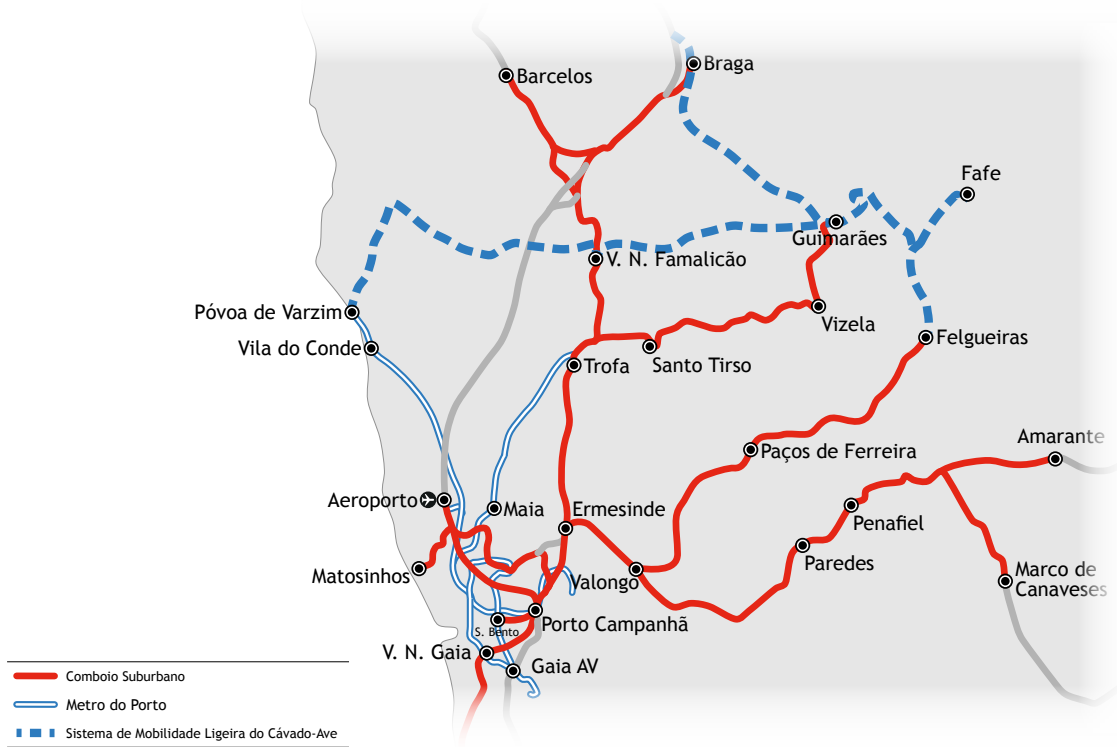 Barcelos
Braga
Fafe
Guimarães
V. N. Famalicão
Póvoa de Varzim
Vizela
Vila do Conde
Felgueiras
Trofa
Santo Tirso
Amarante
Paços de Ferreira
Aeroporto
Maia
Ermesinde
Penafiel
Paredes
Matosinhos
Valongo
Marco de
Canaveses
Porto Campanhã
S. Bento
V. N. Gaia
Gaia AV
Comboio Suburbano
Metro do Porto
Sistema de Mobilidade Ligeira do Cávado-Ave